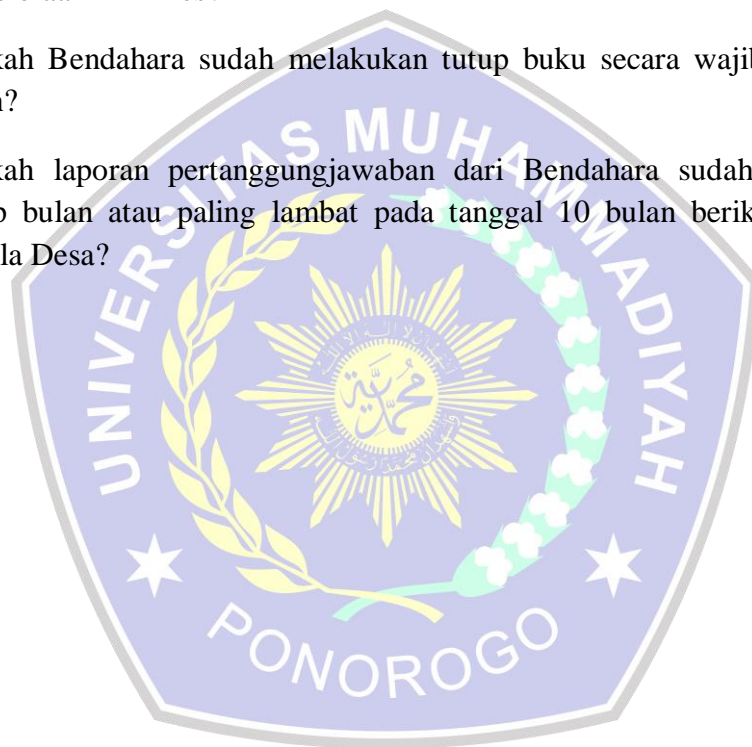 kah Bendahara sudah melakukan tutup buku secara wajib
n?
kah laporan pertanggungjawaban dari Bendahara sudah
p bulan atau paling lambat pada tanggal 10 bulan berik
la Desa?
UNIVERSITAS MUHAMMADIYAH
محمدية
PONOROGO